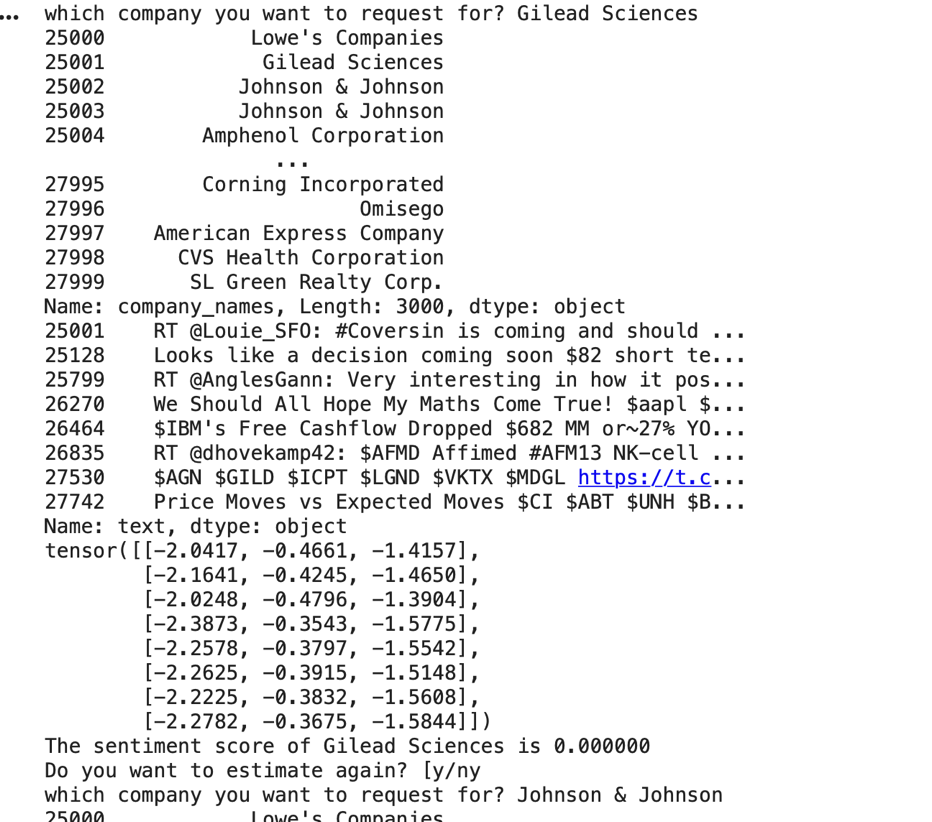 ... which company you want to request for? Gilead Sciences
25000 Lowe's Companies
25001 Gilead Sciences
25002 Johnson & Johnson
25003 Johnson & Johnson
25004 Amphenol Corporation
...
27995 Corning Incorporated
27996 Omisego
27997 American Express Company
27998 CVS Health Corporation
27999 SL Green Realty Corp.
Name: company_names, Length: 3000, dtype: object
25001 RT @Louie_SFO: #Coversin is coming and should ...
25128 Looks like a decision coming soon $82 short te...
25799 RT @AnglesGann: Very interesting in how it pos...
26270 We Should All Hope My Maths Come True! $aapl $...
26464 $IBM's Free Cashflow Dropped $682 MM or~27% YO...
26835 RT @dhovekamp42: $AFMD Affimed #AFM13 NK-cell ...
27530 $AGN $GILD $ICPT $LGND $VKTX $MDGL https://t.c...
27742 Price Moves vs Expected Moves $CI $ABT $UNH $B...
Name: text, dtype: object
tensor([[-2.0417, -0.4661, -1.4157],
[-2.1641, -0.4245, -1.4650],
[-2.0248, -0.4796, -1.3904],
[-2.3873, -0.3543, -1.5775],
[-2.2578, -0.3797, -1.5542],
[-2.2625, -0.3915, -1.5148],
[-2.2225, -0.3832, -1.5608],
[-2.2782, -0.3675, -1.5844]])
The sentiment score of Gilead Sciences is 0.000000
Do you want to estimate again? [y/ny
which company you want to request for? Johnson & Johnson
25000 Lowe's Companies